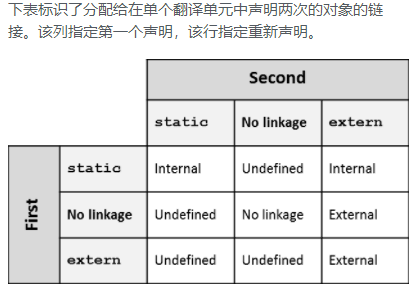 下表标识了分配给在单个翻译单元中声明两次的对象的链
接。该列指定第一个声明，该行指定重新声明。
Second
static No linkage extern
First
static Internal Undefined Internal
No linkage Undefined No linkage External
extern Undefined Undefined External